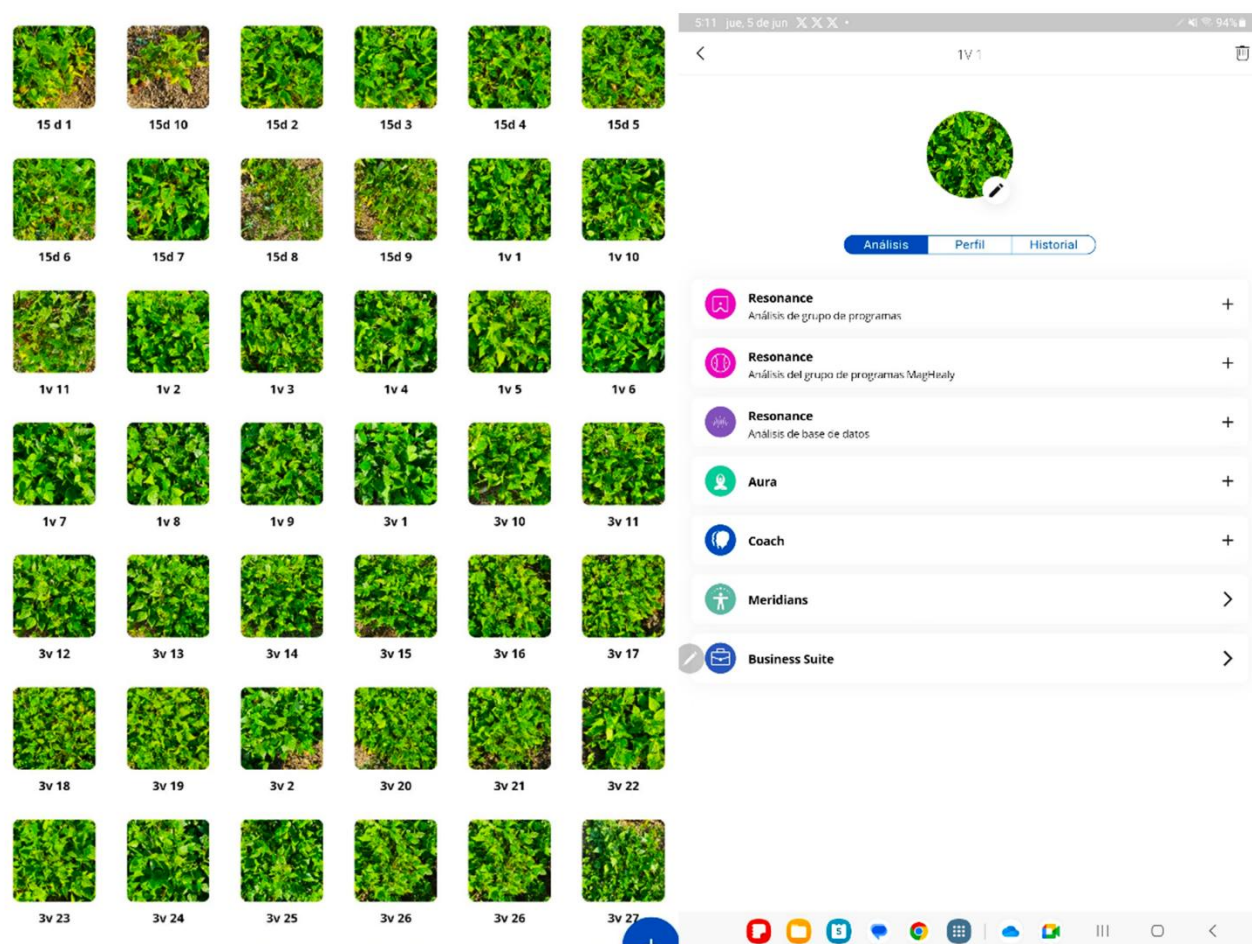 15 d 1 15d 10 15d 2 15d 3 15d 4 15d 5
15d 6 15d 7 15d 8 15d 9 1v 1 1v 10
1v 11 1v 2 1v 3 1v 4 1v 5 1v 6
1v 7 1v 8 1v 9 3v 1 3v 10 3v 11
3v 12 3v 13 3v 14 3v 15 3v 16 3v 17
3v 18 3v 19 3v 2 3v 20 3v 21 3v 22
3v 23 3v 24 3v 25 3v 26 3v 26 3v 27
5:11 jue, 5 de jun 94%
1V 1
Análisis Perfil Historial
Resonance
Análisis de grupo de programas
Resonance
Análisis del grupo de programas MagHealy
Resonance
Análisis de base de datos
Aura
Coach
Meridians
Business Suite